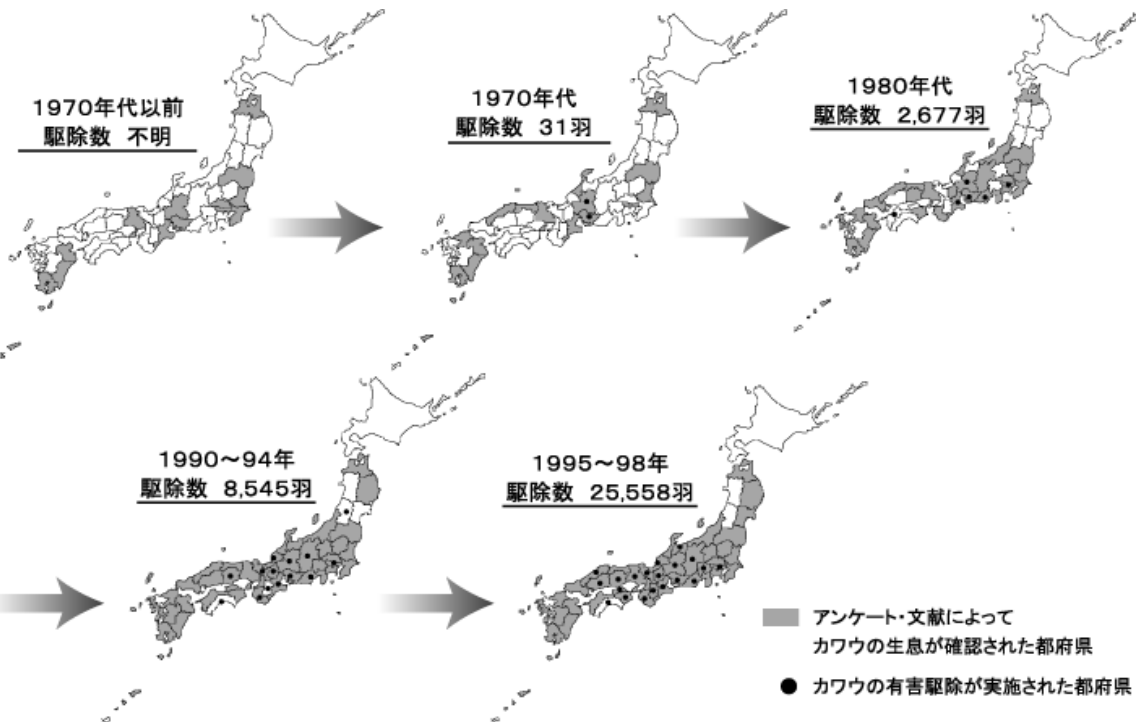 1970年代以前
駆除数 不明
1970年代
駆除数 31羽
1980年代
駆除数 2,677羽
1990～94年
駆除数 8,545羽
1995～98年
駆除数 25,558羽
アンケート・文献によって
カワウの生息が確認された都府県
カワウの有害駆除が実施された都府県